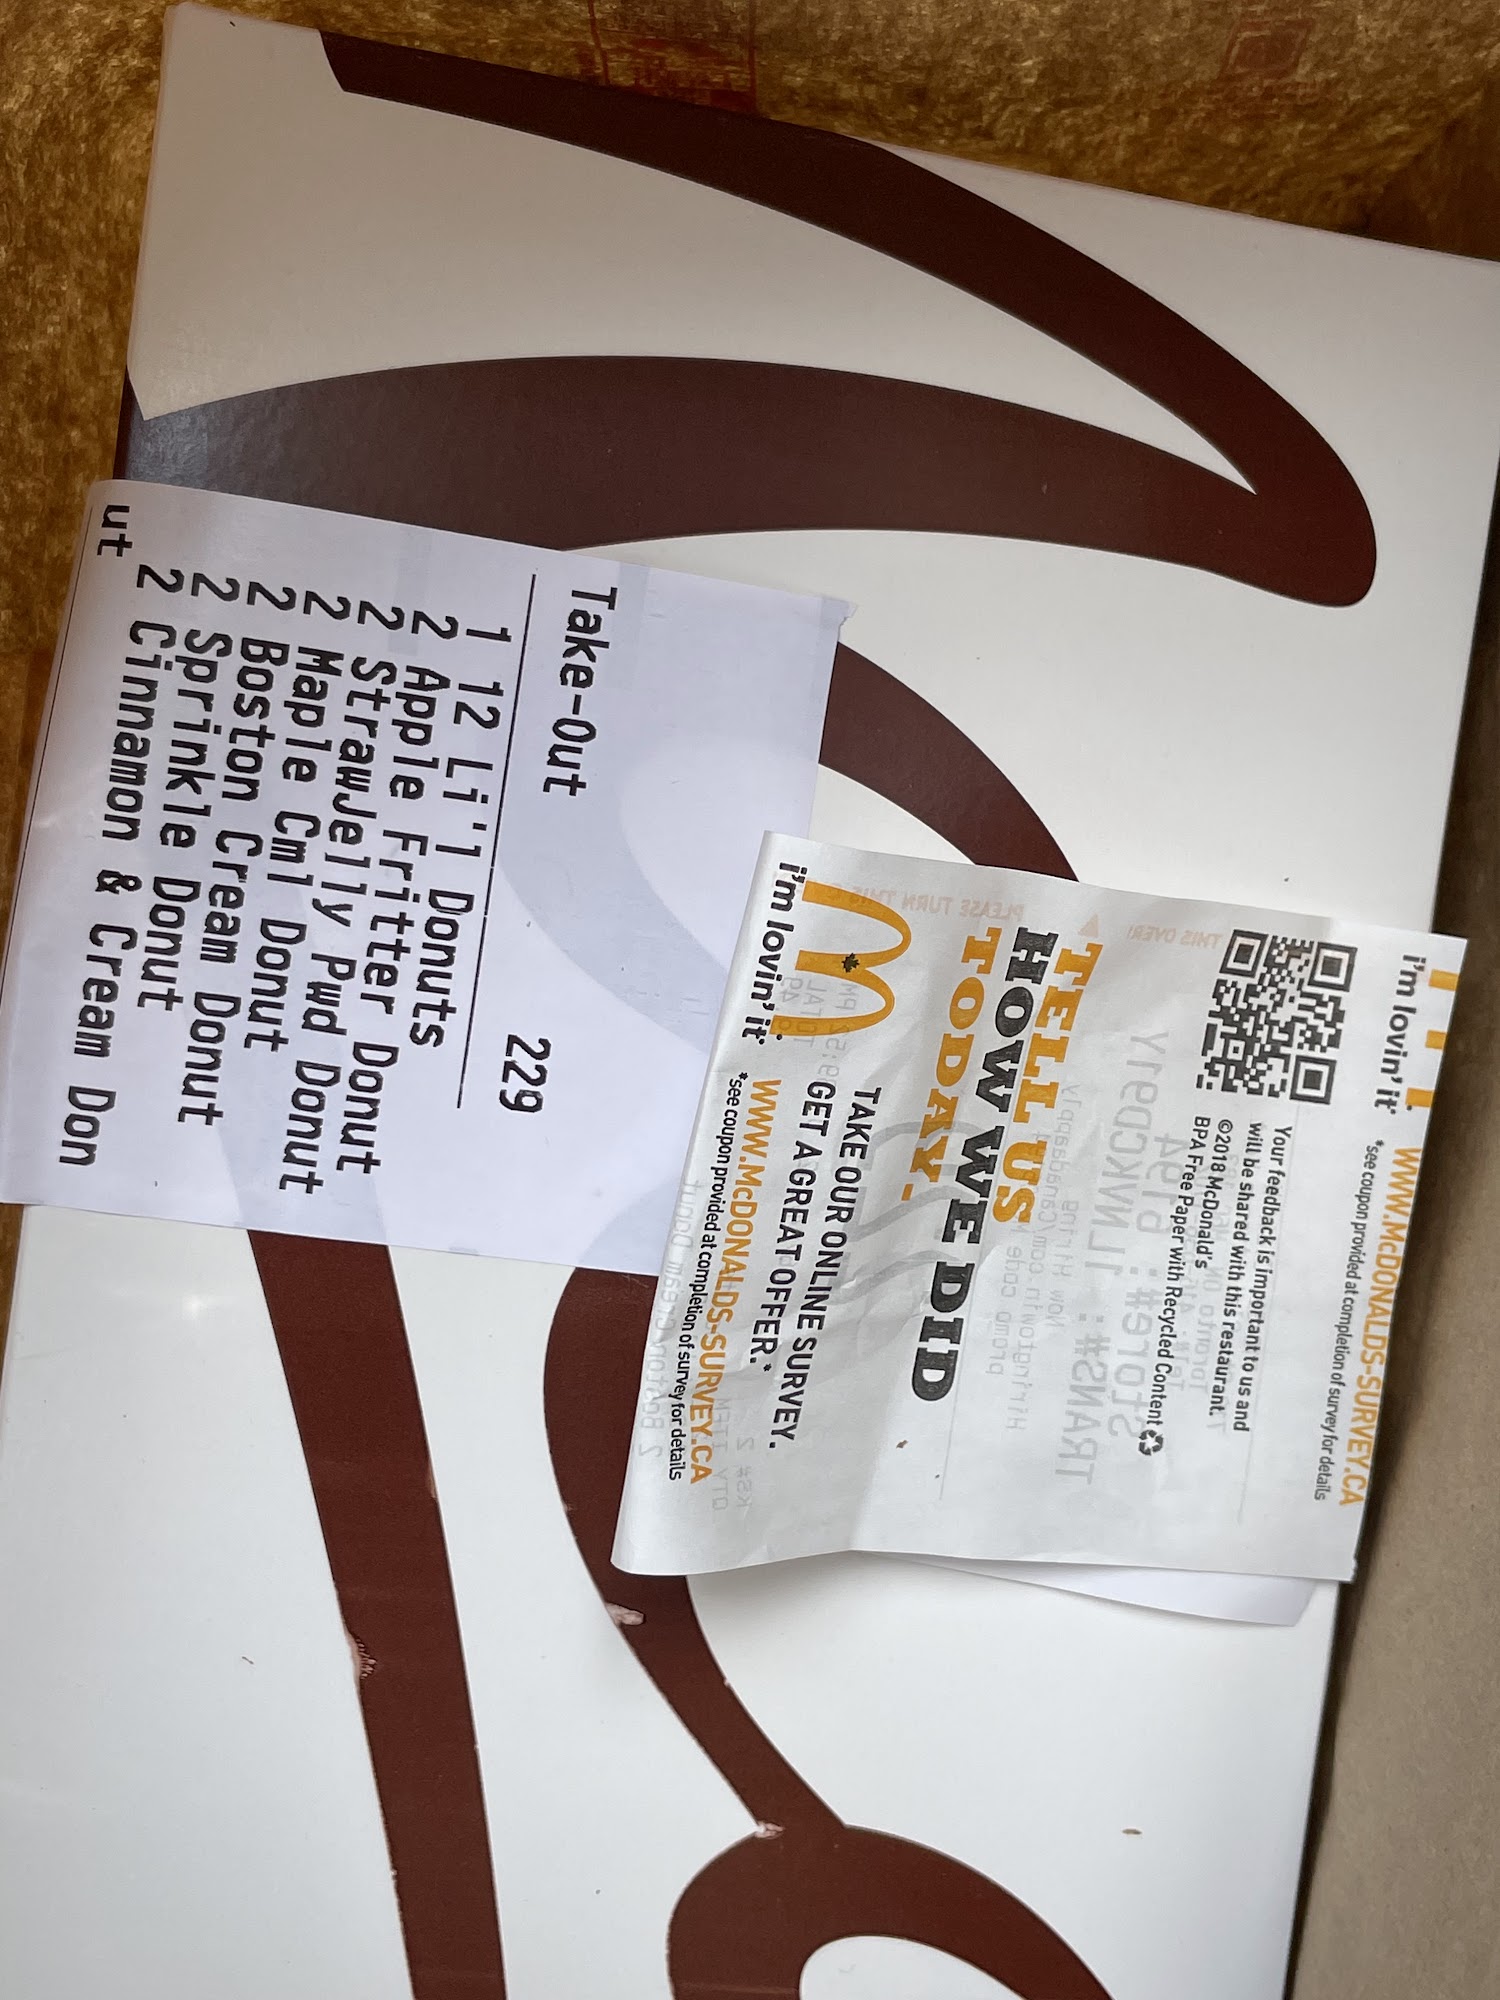 Take-Out
229
1 12 Li'l Donuts
2 Apple Fritter Donut
2 StrawJelly Pwd Donut
2 Maple Cml Donut
2 Boston Cream Donut
2 Sprinkle Donut
2 Cinnamon & Cream Don
ut
i'm lovin' it
WWW.McDONALDS-SURVEY.CA
*see coupon provided at completion of survey for details
Your feedback is important to us and
will be shared with this restaurant.
©2018 McDonald's
BPA Free Paper with Recycled Content
TELL US
HOW WE DID
TODAY.
TAKE OUR ONLINE SURVEY.
GET A GREAT OFFER.*
i'm lovin' it
WWW.McDONALDS-SURVEY.CA
*see coupon provided at completion of survey for details